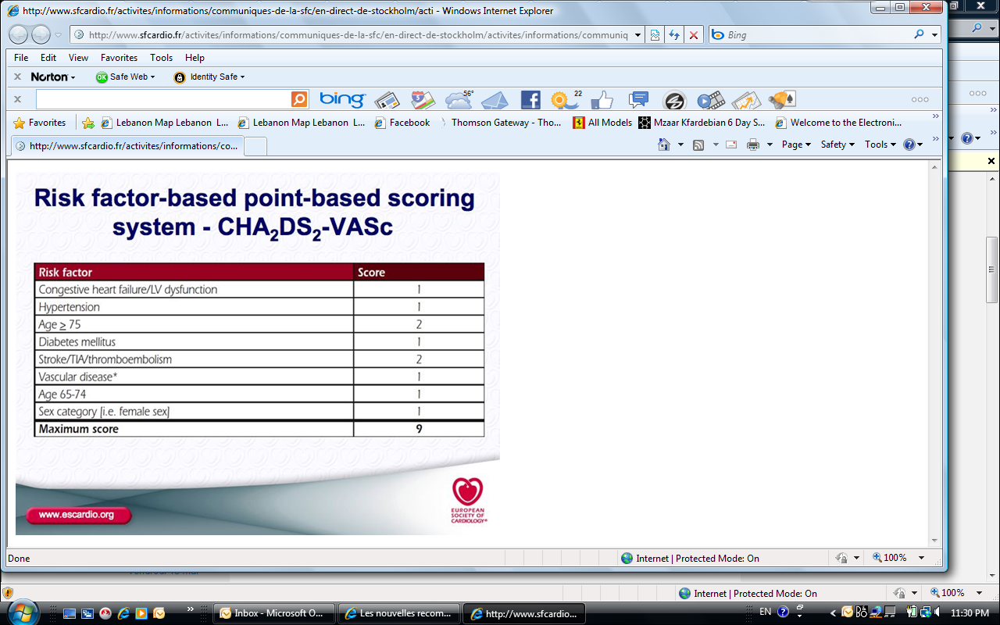 http://www.sfcardio.fr/activites/informations/communiques-de-la-sfc/en-direct-de-stockholm/acti - Windows Internet Explorer
http://www.sfcardio.fr/activites/informations/communiques-de-la-sfc/en-direct-de-stockholm/activites/informations/communiq
Bing
File Edit View Favorites Tools Help
Norton Safe Web Identity Safe
bing 56° 22
Favorites Lebanon Map Lebanon L... Lebanon Map Lebanon L... Facebook Thomson Gateway - Tho... All Models Mzaar Kfardebian 6 Day S... Welcome to the Electroni...
http://www.sfcardio.fr/activites/informations/co... Page Safety Tools
Risk factor-based point-based scoring
system - CHA₂DS₂-VASc
Risk factor Score
Congestive heart failure/LV dysfunction 1
Hypertension 1
Age ≥ 75 2
Diabetes mellitus 1
Stroke/TIA/thromboembolism 2
Vascular disease* 1
Age 65-74 1
Sex category [i.e. female sex] 1
Maximum score 9
www.escardio.org
EUROPEAN
SOCIETY OF
CARDIOLOGY®
Done Internet | Protected Mode: On 100%
Internet | Protected Mode: On 100%
Inbox - Microsoft O... Les nouvelles recom... http://www.sfcardio... EN 11:30 PM